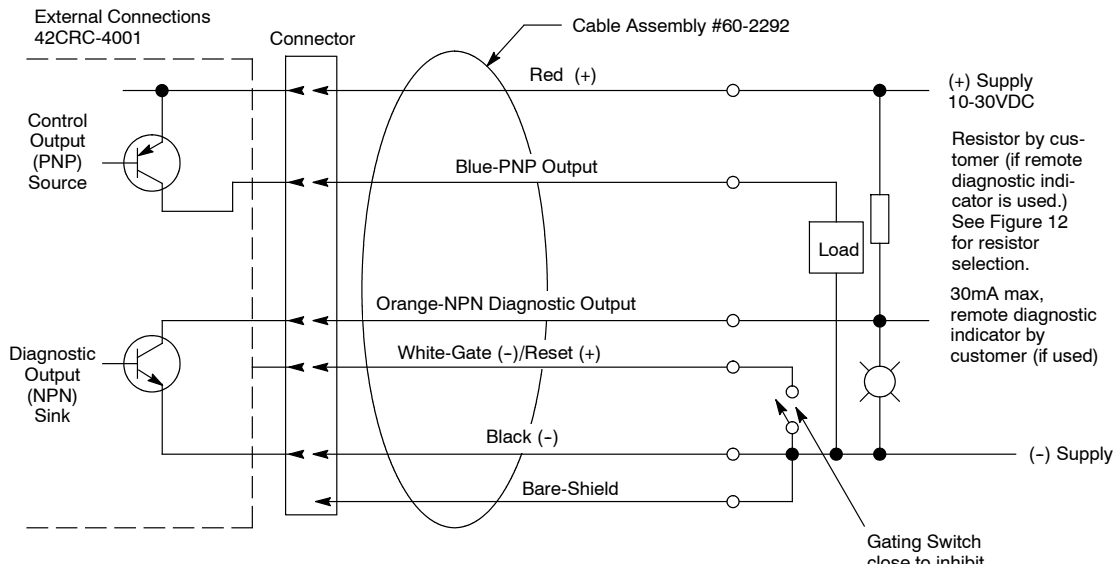 External Connections
42CRC-4001
Connector
Cable Assembly #60-2292
Red (+)
(+) Supply
10-30VDC
Control
Output
(PNP)
Source
Blue-PNP Output
Resistor by cus-
tomer (if remote
diagnostic indi-
cator is used.)
See Figure 12
for resistor
selection.
Load
Orange-NPN Diagnostic Output
30mA max,
remote diagnostic
indicator by
customer (if used)
White-Gate (-)/Reset (+)
Diagnostic
Output
(NPN)
Sink
Black (-)
(-) Supply
Bare-Shield
Gating Switch
close to inhibit